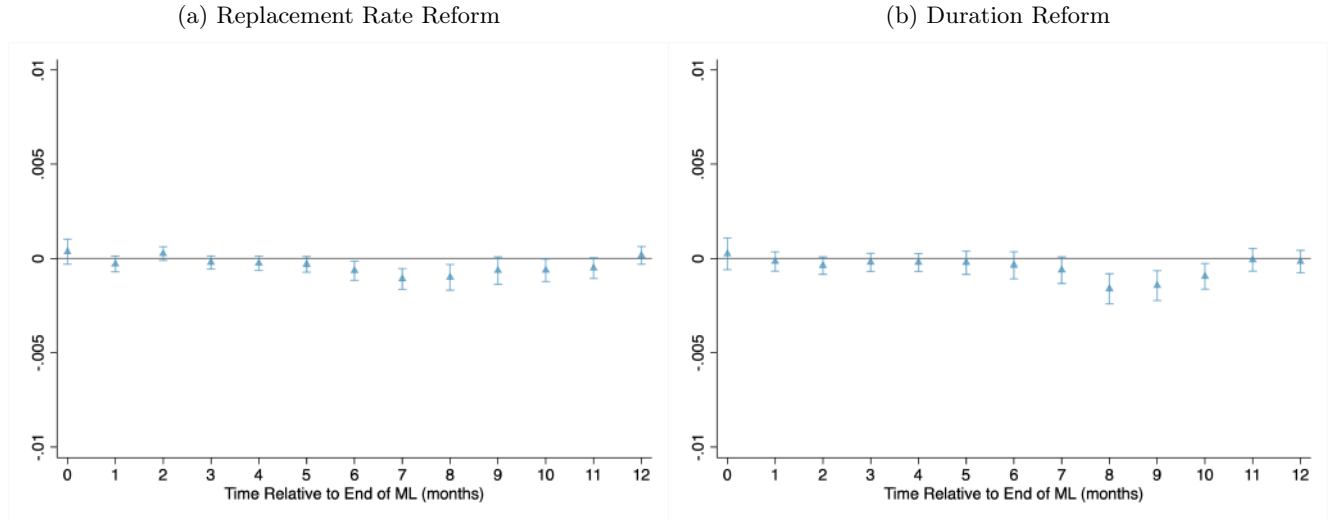 (a) Replacement Rate Reform
.01
.005
0
-.005
-.01
0 1 2 3 4 5 6 7 8 9 10 11 12
Time Relative to End of ML (months)
(b) Duration Reform
.01
.005
0
-.005
-.01
0 1 2 3 4 5 6 7 8 9 10 11 12
Time Relative to End of ML (months)